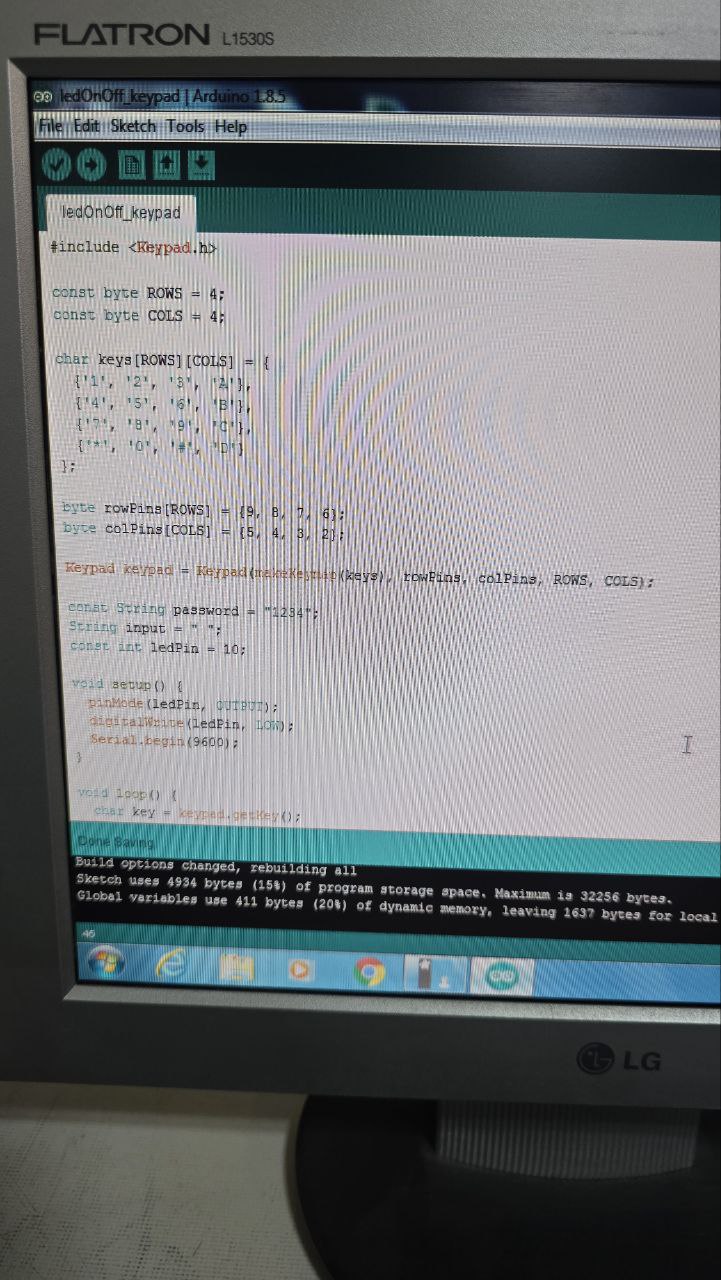 FLATRON L1530S
ledOnOff_keypad | Arduino 1.8.5
File Edit Sketch Tools Help
ledOnOff_keypad
#include <Keypad.h>
const byte ROWS = 4;
const byte COLS = 4;
char keys[ROWS][COLS] = {
{'1', '2', '3', 'A'},
{'4', '5', '6', 'B'},
{'7', '8', '9', 'C'},
{'*', '0', '#', 'D'}
};
byte rowPins[ROWS] = {9, 8, 7, 6};
byte colPins[COLS] = {5, 4, 3, 2};
Keypad keypad = Keypad(makeKeymap(keys), rowPins, colPins, ROWS, COLS);
const String password = "1234";
String input = " ";
const int ledPin = 10;
void setup() {
pinMode(ledPin, OUTPUT);
digitalWrite(ledPin, LOW);
Serial.begin(9600);
}
void loop() {
char key = keypad.getKey();
Done Saving.
Build options changed, rebuilding all
Sketch uses 4934 bytes (15%) of program storage space. Maximum is 32256 bytes.
Global variables use 411 bytes (20%) of dynamic memory, leaving 1637 bytes for local
46
LG